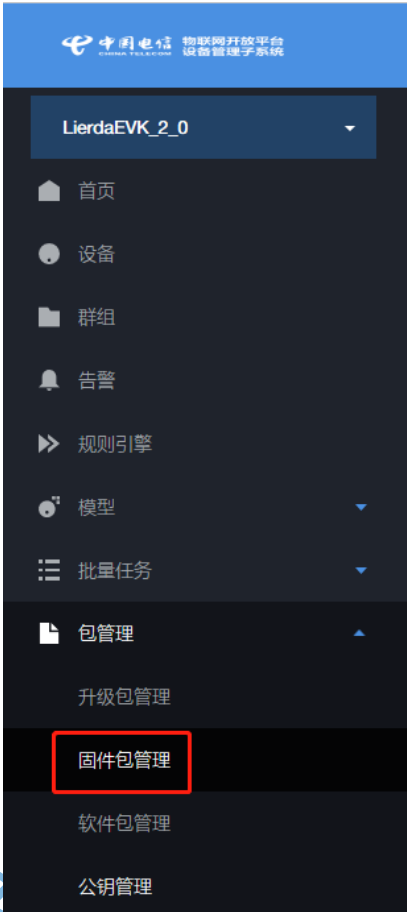 中国电信
CHINA TELECOM
物联网开放平台
设备管理子系统
LierdaEVK_2_0
首页
设备
群组
告警
规则引擎
模型
批量任务
包管理
升级包管理
固件包管理
软件包管理
公钥管理